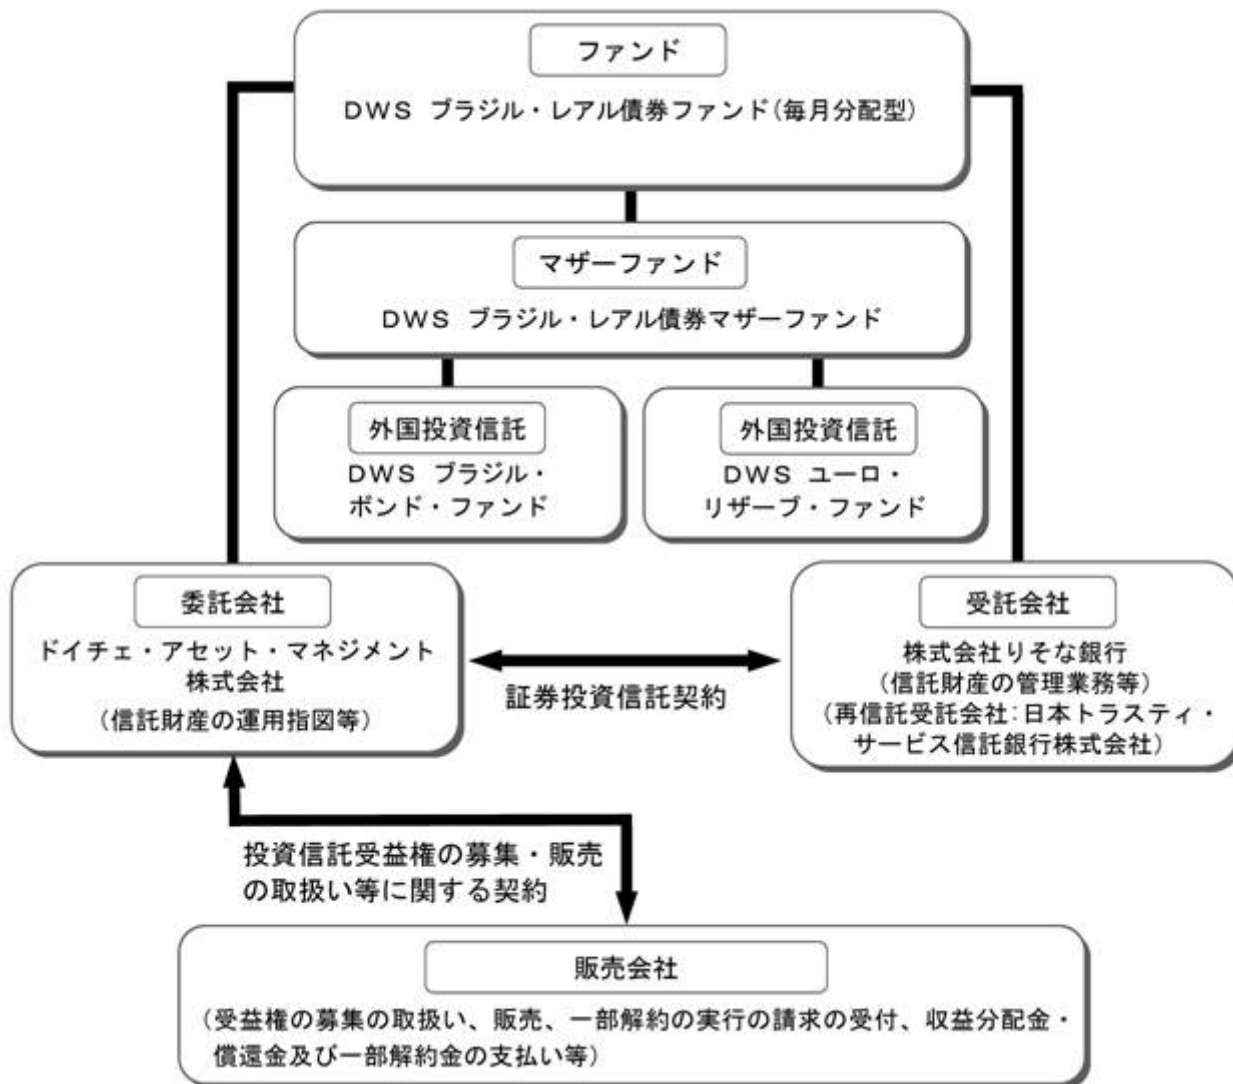 ファンド
DWS ブラジル・レアル債券ファンド(毎月分配型)
マザーファンド
DWS ブラジル・レアル債券マザーファンド
外国投資信託
DWS ブラジル・
ボンド・ファンド
外国投資信託
DWS ユーロ・
リザーブ・ファンド
委託会社
ドイチェ・アセット・マネジメント
株式会社
(信託財産の運用指図等)
証券投資信託契約
受託会社
株式会社りそな銀行
(信託財産の管理業務等)
(再信託受託会社:日本トラスティ・
サービス信託銀行株式会社)
投資信託受益権の募集・販売
の取扱い等に関する契約
販売会社
(受益権の募集の取扱い、販売、一部解約の実行の請求の受付、収益分配金・
償還金及び一部解約金の支払い等)